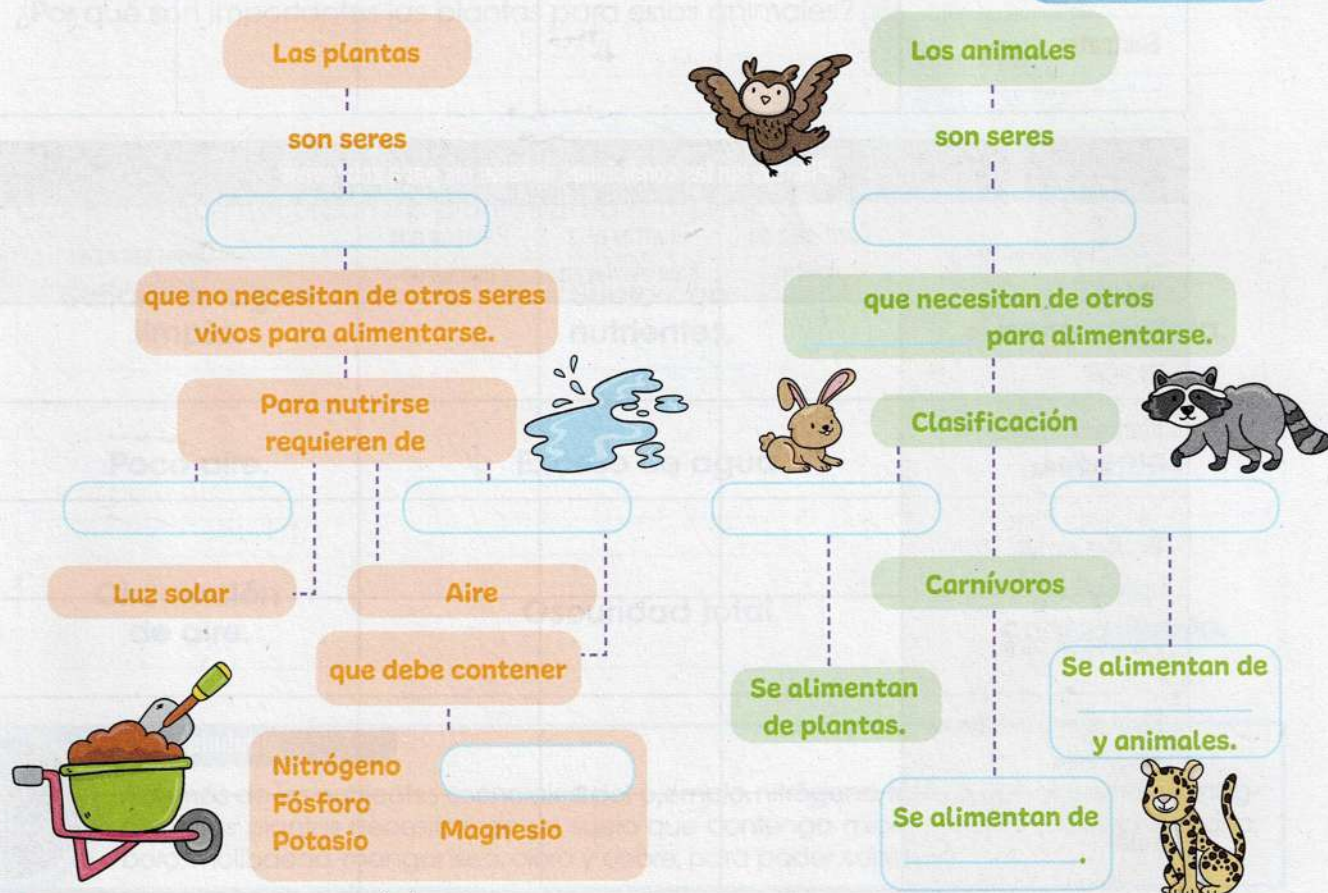 Las plantas
son seres
que no necesitan de otros seres
vivos para alimentarse.
Para nutrirse
requieren de
Luz solar
Aire
que debe contener
Nitrógeno
Fósforo
Potasio
Magnesio
Los animales
son seres
que necesitan de otros
para alimentarse.
Clasificación
Carnívoros
Se alimentan
de plantas.
Se alimentan de
y animales.
Se alimentan de
.